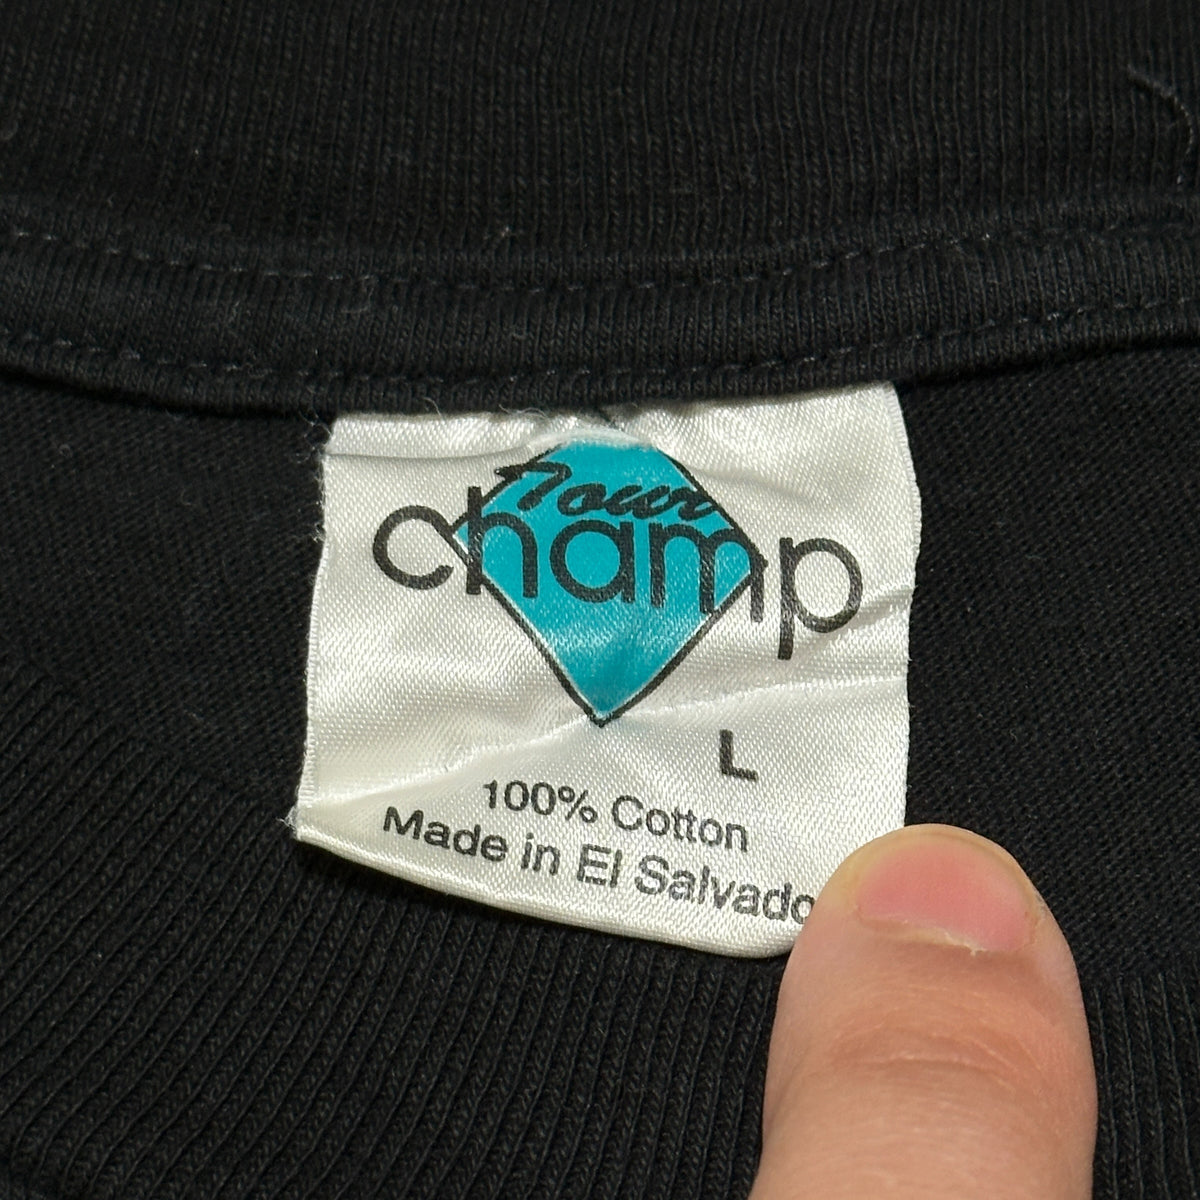 Tour
champ
L
100% Cotton
Made in El Salvado